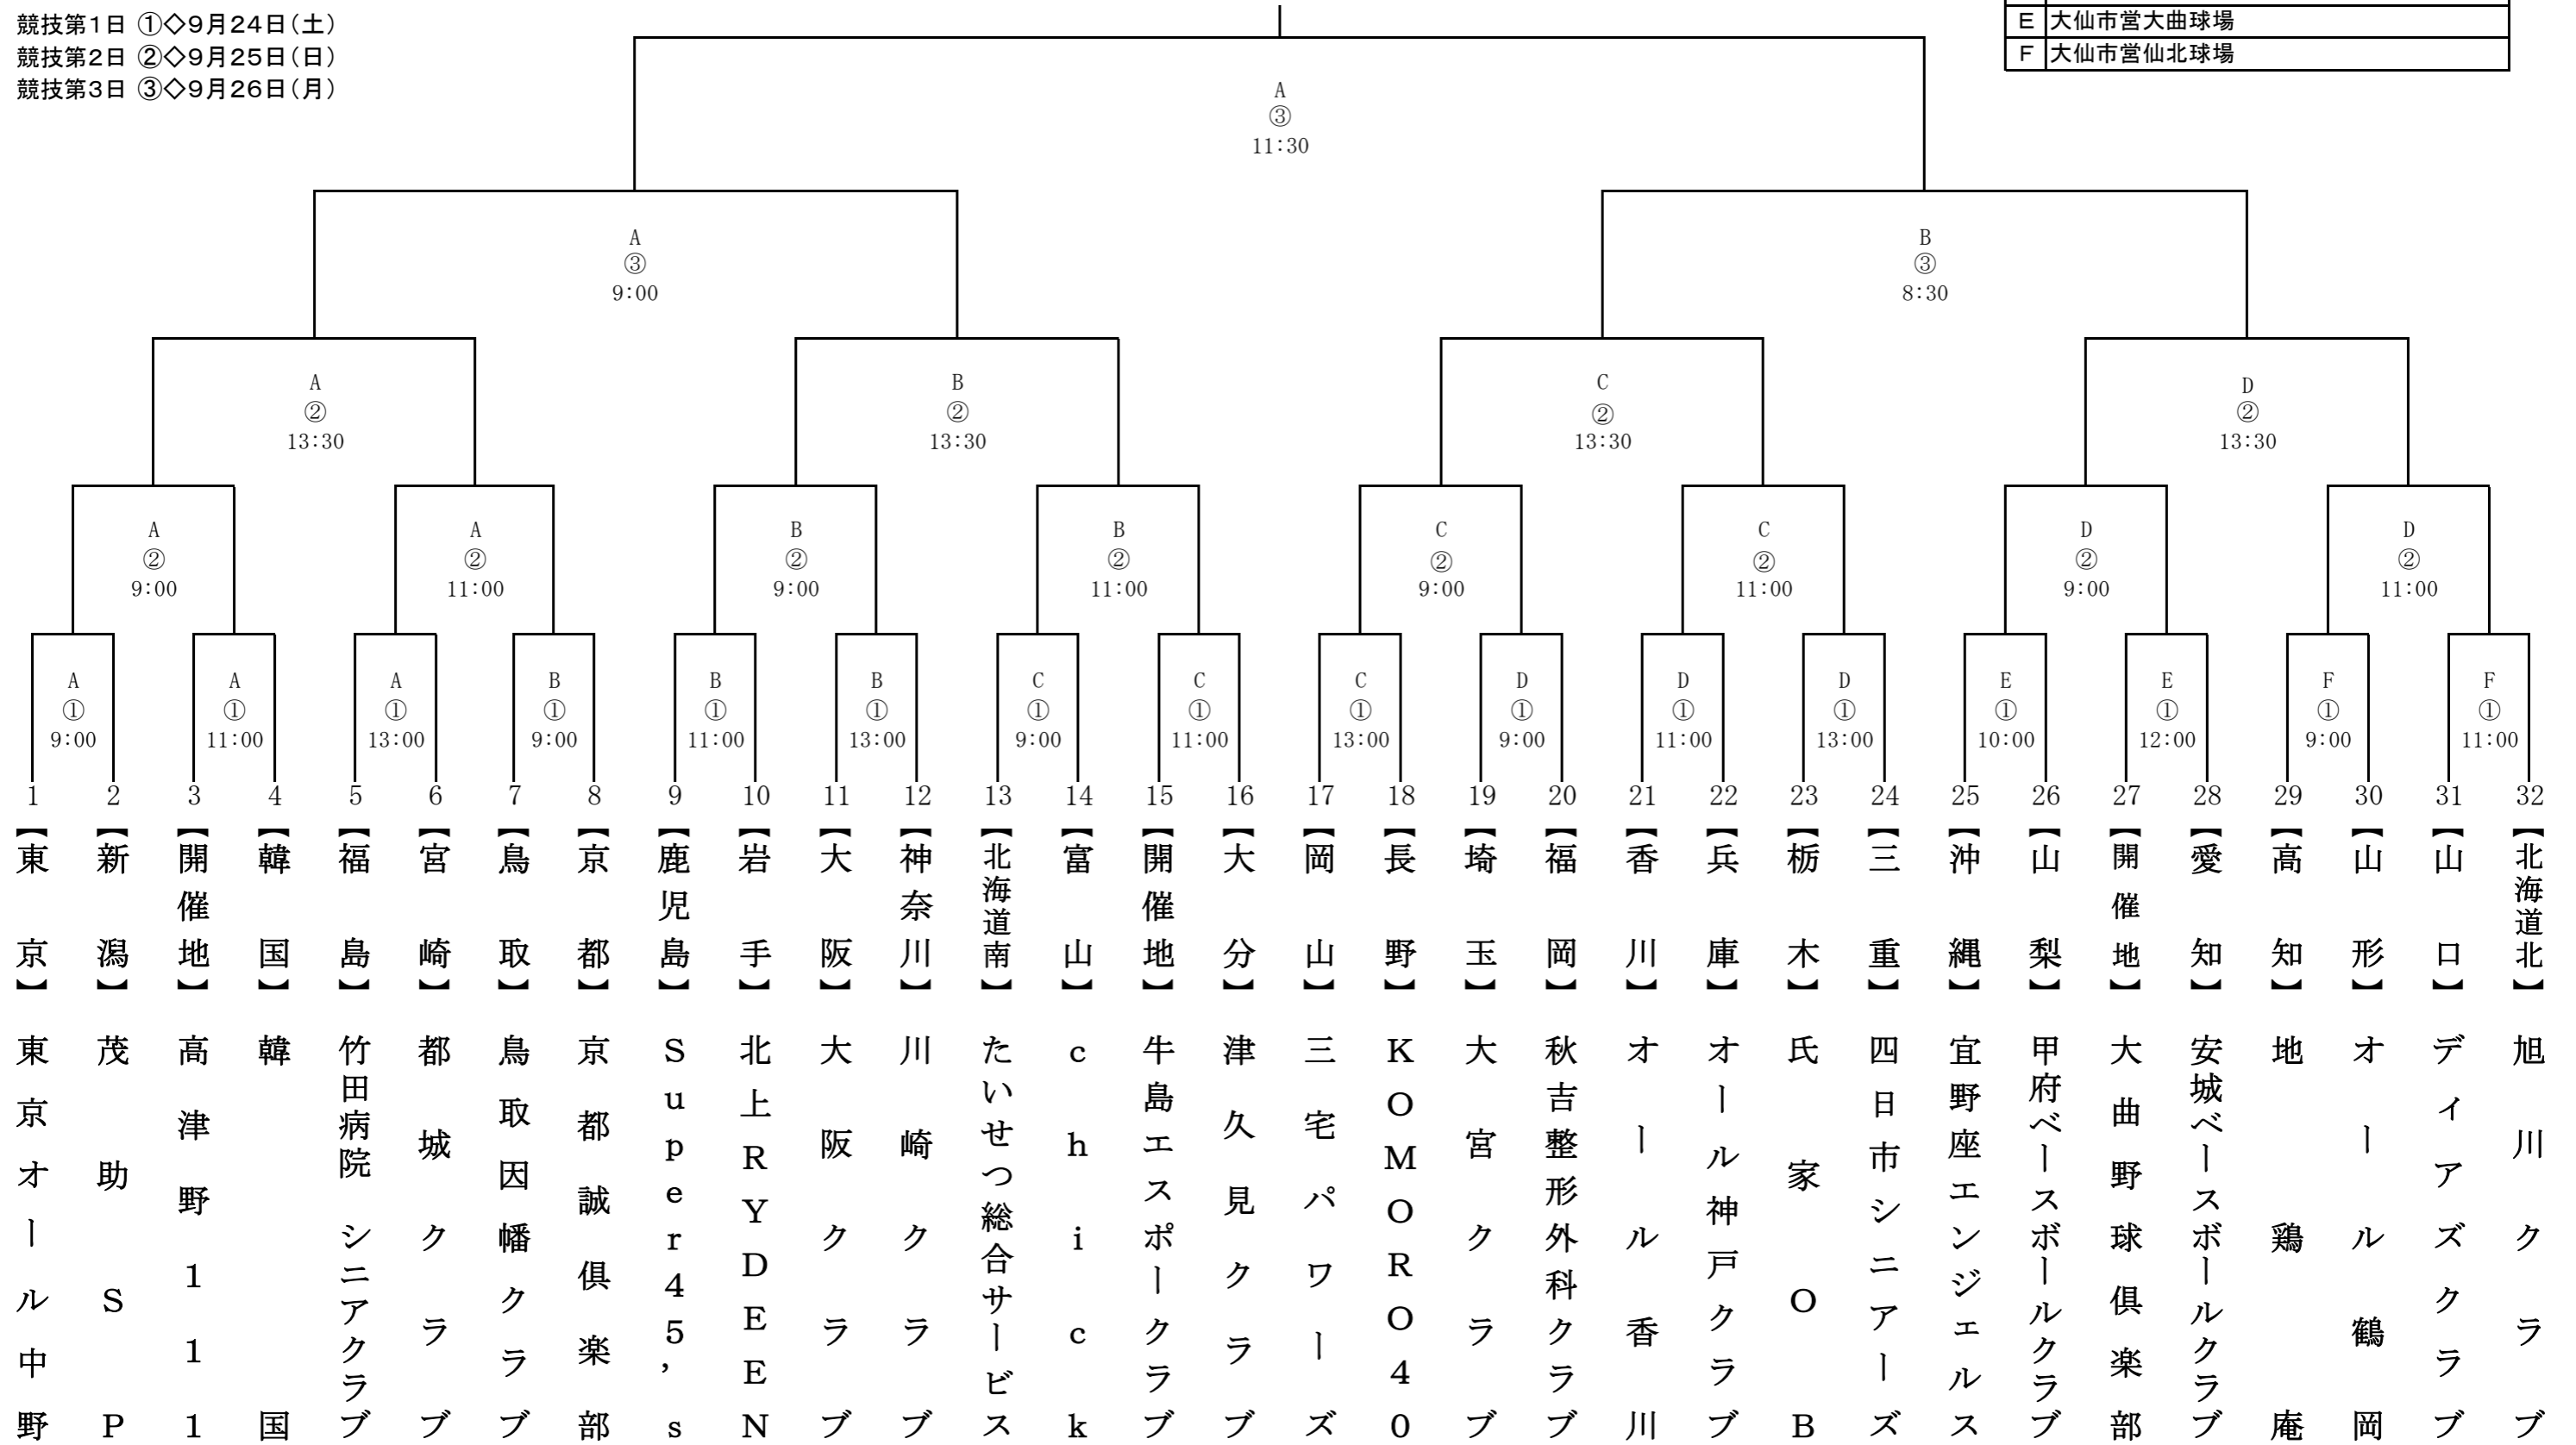 競技第1日 ①◇9月24日(土)
競技第2日 ②◇9月25日(日)
競技第3日 ③◇9月26日(月)
E 大仙市営大曲球場
F 大仙市営仙北球場
A
③
11:30
A
③
9:00
B
③
8:30
A
②
13:30
B
②
13:30
C
②
13:30
D
②
13:30
A
②
9:00
A
②
11:00
B
②
9:00
B
②
11:00
C
②
9:00
C
②
11:00
D
②
9:00
D
②
11:00
A
①
9:00
A
①
11:00
A
①
13:00
B
①
9:00
B
①
11:00
B
①
13:00
C
①
9:00
C
①
11:00
C
①
13:00
D
①
9:00
D
①
11:00
D
①
13:00
E
①
10:00
E
①
12:00
F
①
9:00
F
①
11:00
1 【東京】 東京オール中野
2 【新潟】 茂助SP
3 【開催地】 高津野1111
4 【韓国】 韓国
5 【福島】 竹田病院 シニアクラブ
6 【宮崎】 都城クラブ
7 【鳥取】 鳥取因幡クラブ
8 【京都】 京都誠倶楽部
9 【鹿児島】 Super45’s
10 【岩手】 北上RYDEEN
11 【大阪】 大阪クラブ
12 【神奈川】 川崎クラブ
13 【北海道南】 たいせつ総合サービス
14 【富山】 chick
15 【開催地】 牛島エスポークラブ
16 【大分】 津久見クラブ
17 【岡山】 三宅パワーズ
18 【長野】 KOMORO40
19 【埼玉】 大宮クラブ
20 【福岡】 秋吉整形外科クラブ
21 【香川】 オール香川
22 【兵庫】 オール神戸クラブ
23 【栃木】 氏家OB
24 【三重】 四日市シニアーズ
25 【沖縄】 宜野座エンジェルス
26 【山梨】 甲府ベースボールクラブ
27 【開催地】 大曲野球倶楽部
28 【愛知】 安城ベースボールクラブ
29 【高知】 地鶏庵
30 【山形】 オール鶴岡
31 【山口】 ディアズクラブ
32 【北海道北】 旭川クラブ